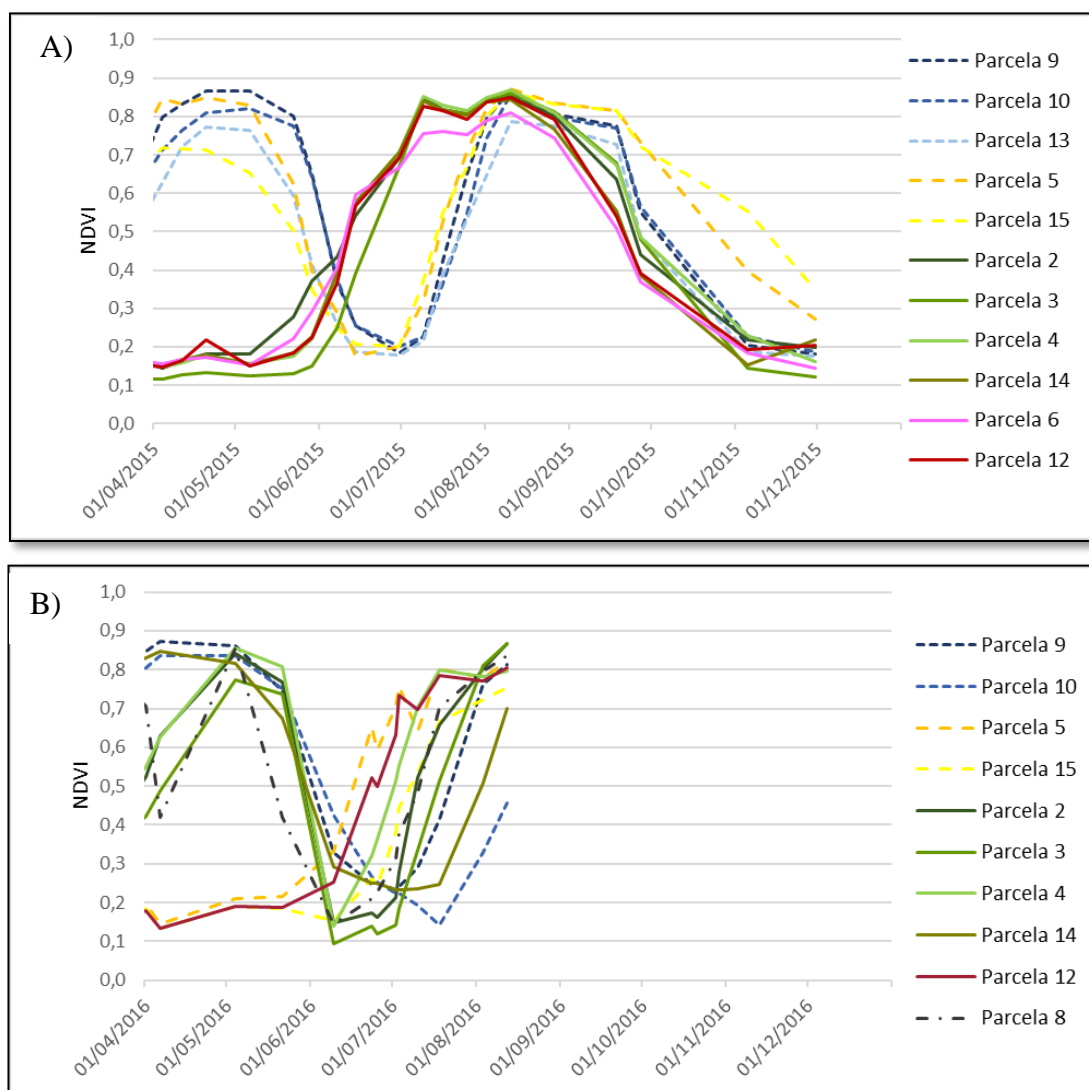 A)
NDVI
1,0
0,9
0,8
0,7
0,6
0,5
0,4
0,3
0,2
0,1
0,0
01/04/2015
01/05/2015
01/06/2015
01/07/2015
01/08/2015
01/09/2015
01/10/2015
01/11/2015
01/12/2015
Parcela 9
Parcela 10
Parcela 13
Parcela 5
Parcela 15
Parcela 2
Parcela 3
Parcela 4
Parcela 14
Parcela 6
Parcela 12
B)
NDVI
1,0
0,9
0,8
0,7
0,6
0,5
0,4
0,3
0,2
0,1
0,0
01/04/2016
01/05/2016
01/06/2016
01/07/2016
01/08/2016
01/09/2016
01/10/2016
01/11/2016
01/12/2016
Parcela 9
Parcela 10
Parcela 5
Parcela 15
Parcela 2
Parcela 3
Parcela 4
Parcela 14
Parcela 12
Parcela 8